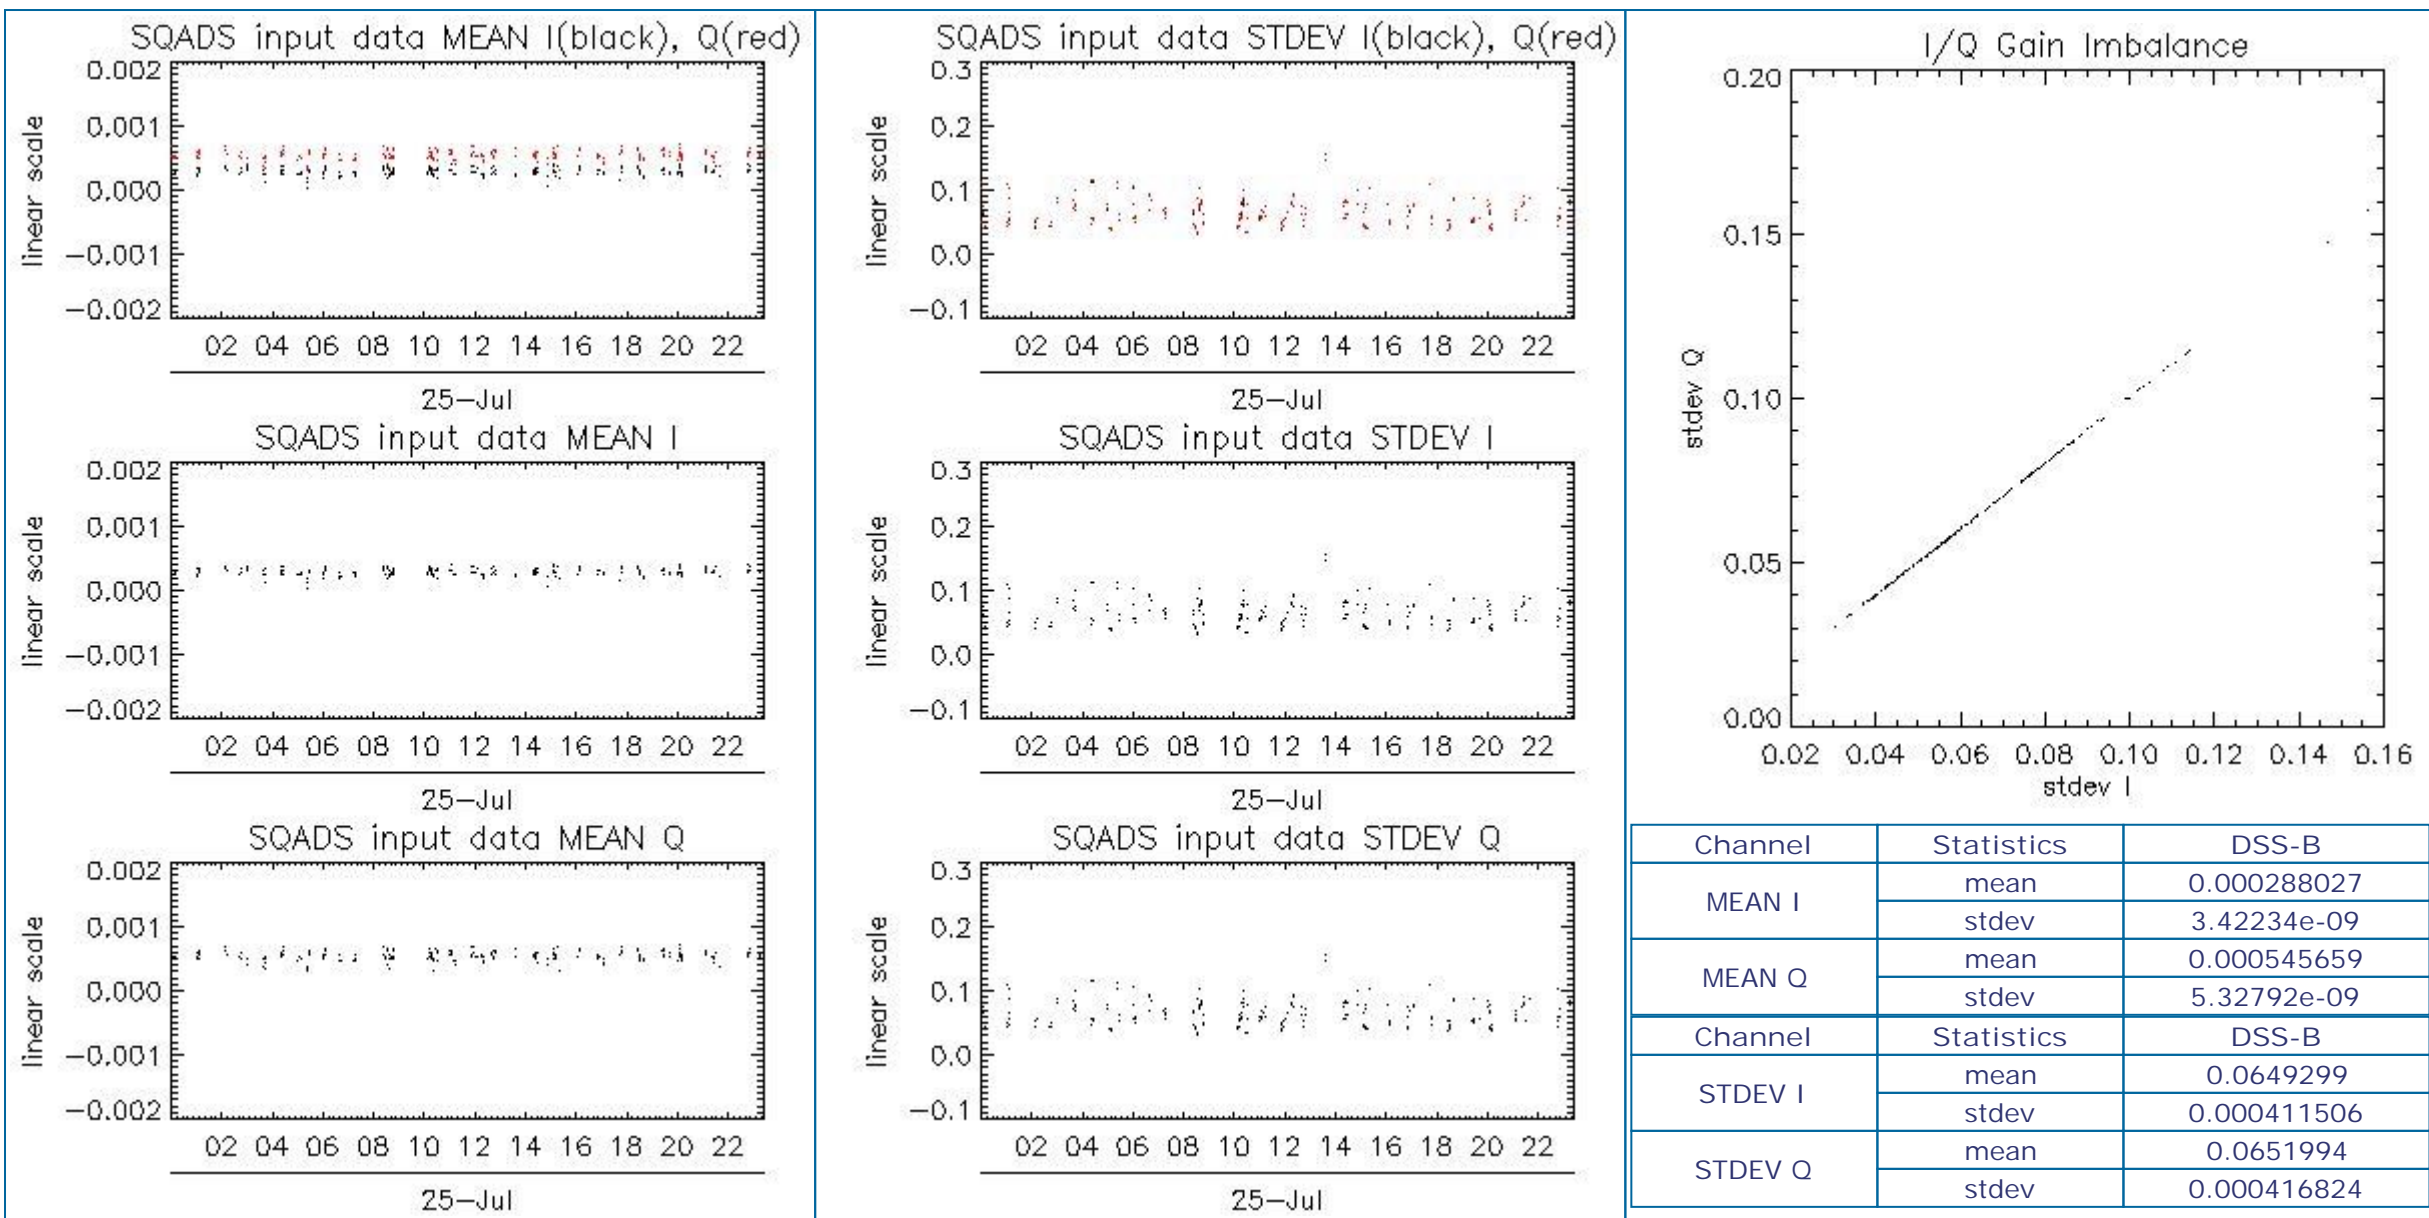 SQADS input data MEAN I(black), Q(red)
linear scale
0.002
0.001
0.000
−0.001
−0.002
02 04 06 08 10 12 14 16 18 20 22
25−Jul
SQADS input data MEAN I
linear scale
0.002
0.001
0.000
−0.001
−0.002
02 04 06 08 10 12 14 16 18 20 22
25−Jul
SQADS input data MEAN Q
linear scale
0.002
0.001
0.000
−0.001
−0.002
02 04 06 08 10 12 14 16 18 20 22
25−Jul
SQADS input data STDEV I(black), Q(red)
linear scale
0.3
0.2
0.1
0.0
−0.1
02 04 06 08 10 12 14 16 18 20 22
25−Jul
SQADS input data STDEV I
linear scale
0.3
0.2
0.1
0.0
−0.1
02 04 06 08 10 12 14 16 18 20 22
25−Jul
SQADS input data STDEV Q
linear scale
0.3
0.2
0.1
0.0
−0.1
02 04 06 08 10 12 14 16 18 20 22
25−Jul
I/Q Gain Imbalance
stdev Q
0.20
0.15
0.10
0.05
0.00
0.02 0.04 0.06 0.08 0.10 0.12 0.14 0.16
stdev I
Channel Statistics DSS-B
MEAN I mean 0.000288027
stdev 3.42234e-09
MEAN Q mean 0.000545659
stdev 5.32792e-09
Channel Statistics DSS-B
STDEV I mean 0.0649299
stdev 0.000411506
STDEV Q mean 0.0651994
stdev 0.000416824